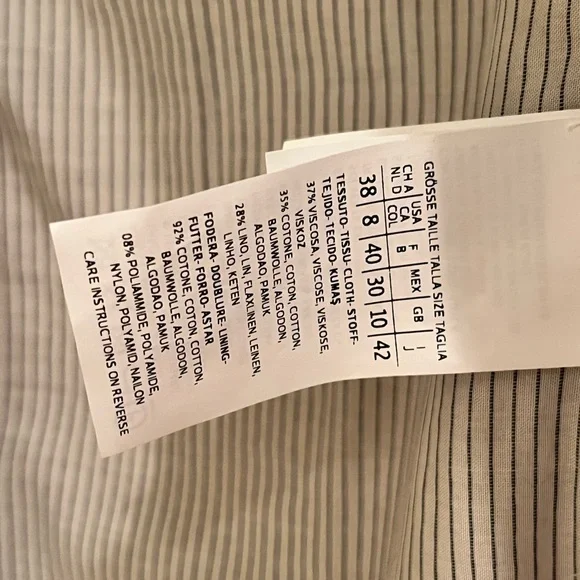 GRÖSSE TAILLE TALLA SIZE TAGLIA
CH A USA F MEX GB I
NL D CA B J
COL
38 8 40 30 10 42
TESSUTO- TISSU- CLOTH- STOFF-
TEJIDO- TECIDO- KUMAŞ
37% VISCOSA, VISCOSE, VISKOSE,
VISKOZ
35% COTONE, COTON, COTTON,
BAUMWOLLE, ALGODON,
ALGODAO, PAMUK
28% LINO, LIN, FLAX/LINEN, LEINEN,
LINHO, KETEN
FODERA- DOUBLURE- LINING-
FUTTER- FORRO- ASTAR
92% COTONE, COTON, COTTON,
BAUMWOLLE, ALGODON,
ALGODAO, PAMUK
08% POLIAMMIDE, POLYAMIDE,
NYLON, POLYAMID, NAILON
CARE INSTRUCTIONS ON REVERSE